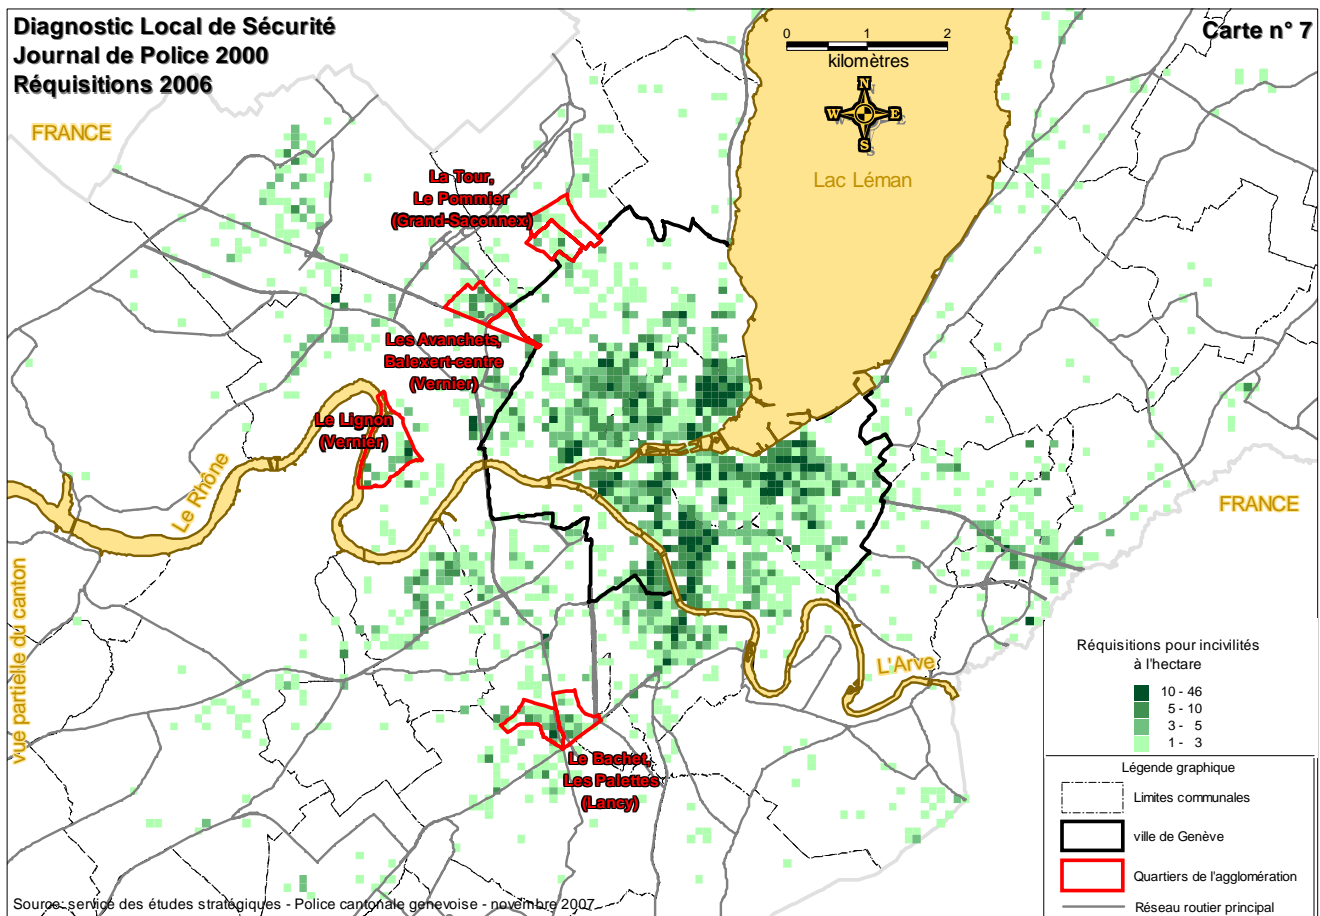 Diagnostic Local de Sécurité
Journal de Police 2000
Réquisitions 2006
Carte n° 7
0 1 2
kilomètres
N
W E
S
FRANCE
Lac Léman
La Tour,
Le Pommier
(Grand-Saconnex)
Les Avanchets,
Balexert-centre
(Vernier)
Le Lignon
(Vernier)
Le Rhône
FRANCE
vue partielle du canton
L'Arve
Le Bachet,
Les Palettes
(Lancy)
Réquisitions pour incivilités
à l'hectare
10 - 46
5 - 10
3 - 5
1 - 3
Légende graphique
Limites communales
ville de Genève
Quartiers de l'agglomération
Réseau routier principal
Source: service des études stratégiques - Police cantonale genevoise - novembre 2007